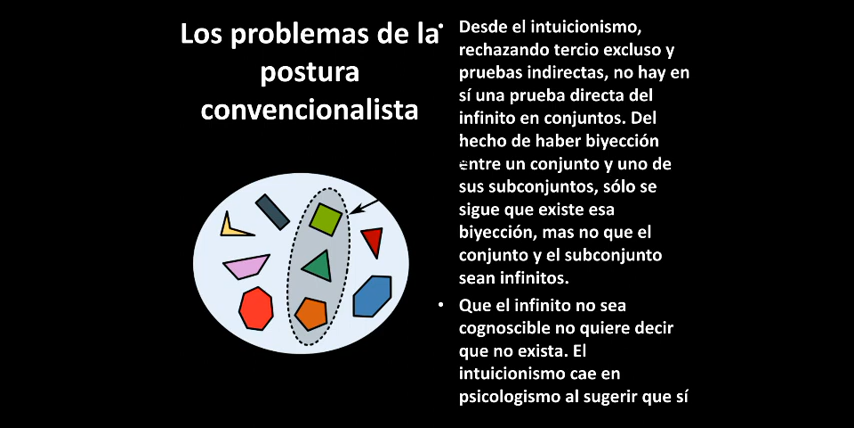 Los problemas de la
postura
convencionalista
• Desde el intuicionismo,
rechazando tercio excluso y
pruebas indirectas, no hay en
sí una prueba directa del
infinito en conjuntos. Del
hecho de haber biyección
entre un conjunto y uno de
sus subconjuntos, sólo se
sigue que existe esa
biyección, mas no que el
conjunto y el subconjunto
sean infinitos.
• Que el infinito no sea
cognoscible no quiere decir
que no exista. El
intuicionismo cae en
psicologismo al sugerir que sí